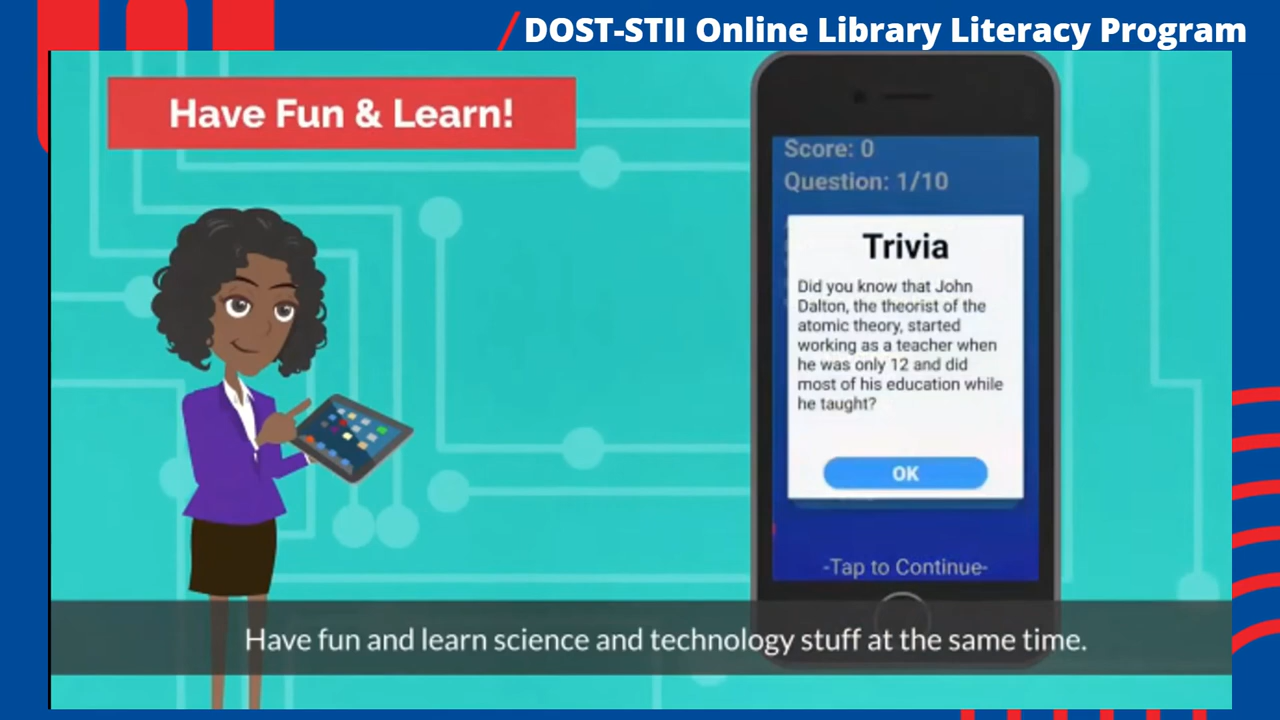 /DOST-STII Online Library Literacy Program
Have Fun & Learn!
Score: 0
Question: 1/10
Trivia
Did you know that John
Dalton, the theorist of the
atomic theory, started
working as a teacher when
he was only 12 and did
most of his education while
he taught?
OK
-Tap to Continue-
Have fun and learn science and technology stuff at the same time.